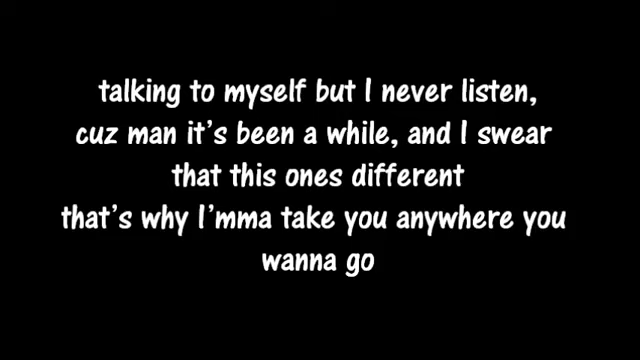 talking to myself but I never listen,
cuz man it's been a while, and I swear
that this ones different
that's why I'mma take you anywhere you
wanna go